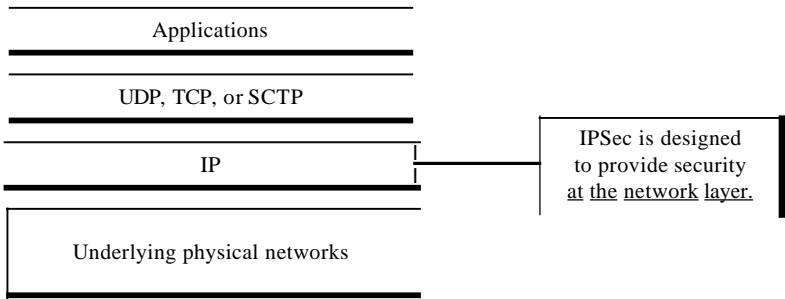 Applications
UDP, TCP, or SCTP
IP
Underlying physical networks
IPSec is designed
to provide security
at the network layer.